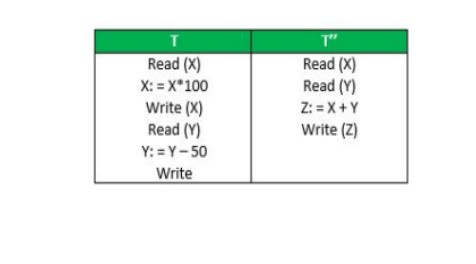 T T”
Read (X) Read (X)
X: = X*100 Read (Y)
Write (X) Z: = X + Y
Read (Y) Write (Z)
Y: = Y – 50
Write